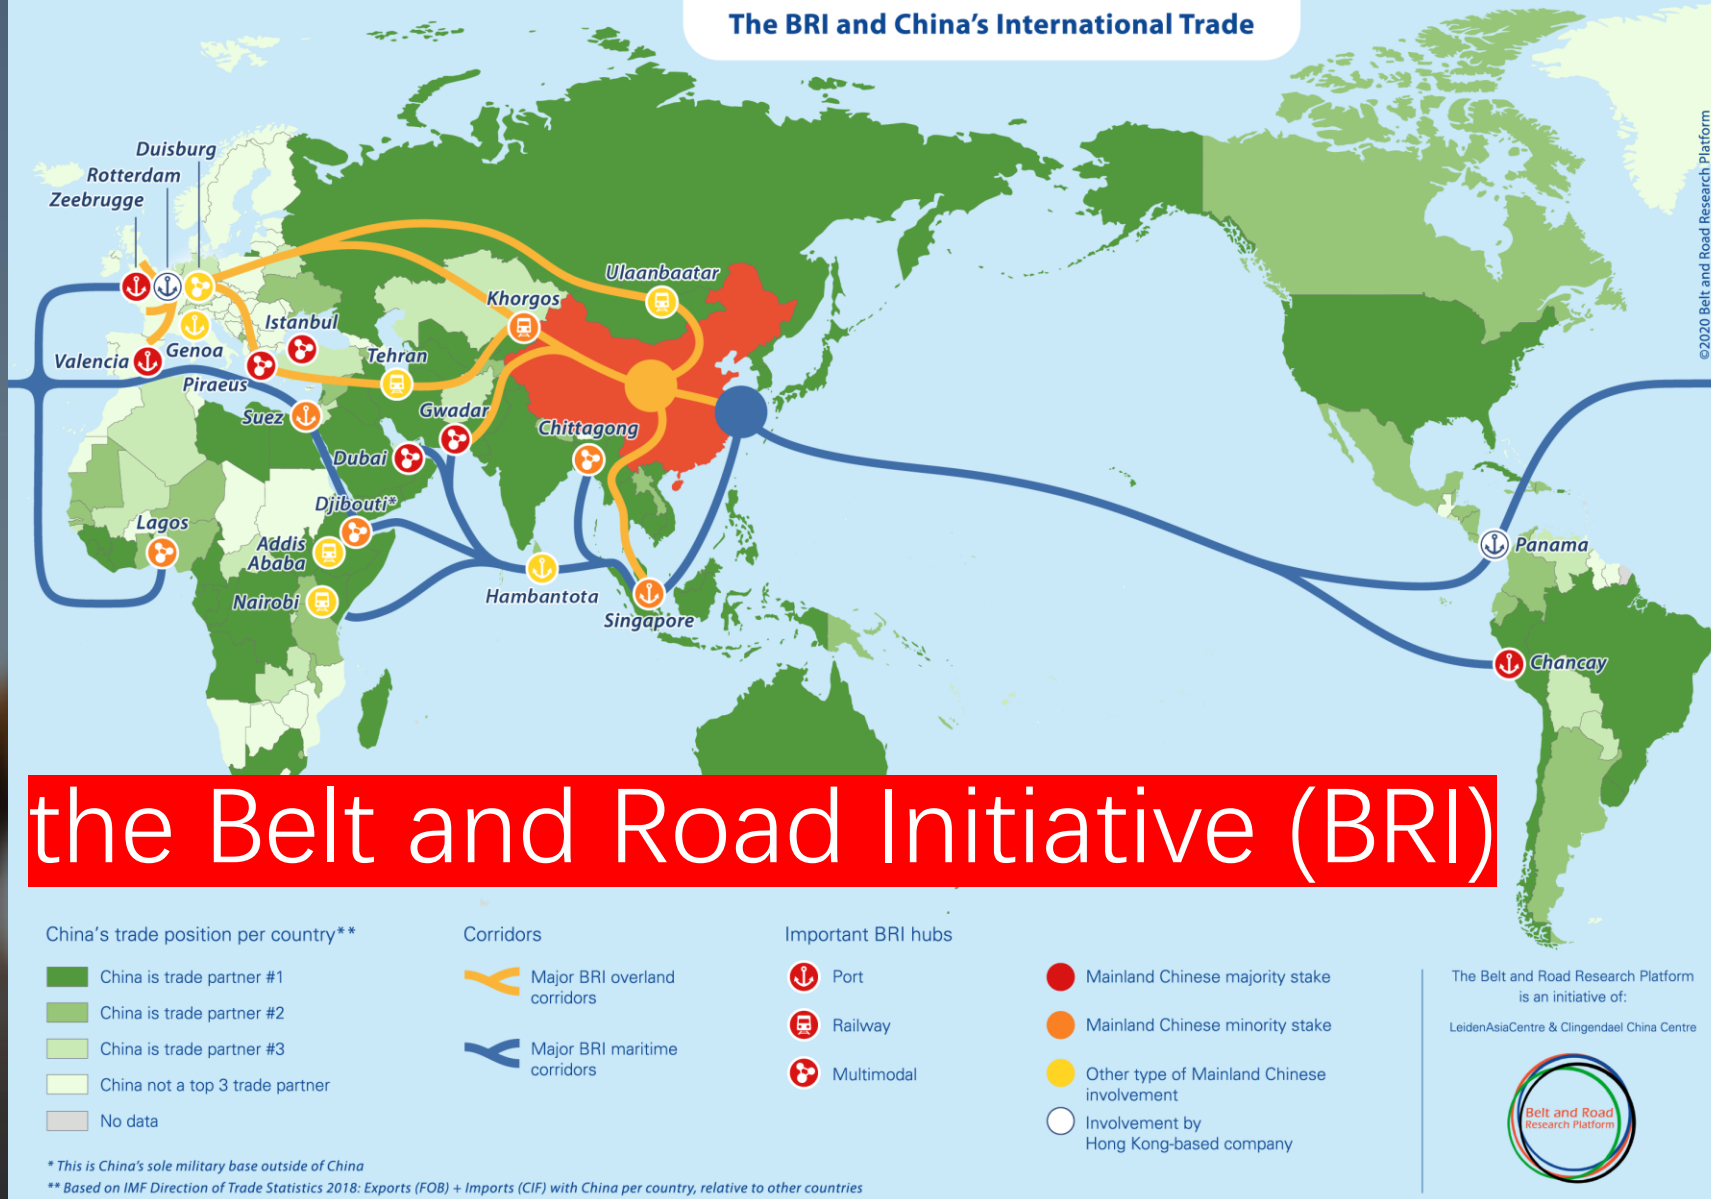 The BRI and China's International Trade
Duisburg
Rotterdam
Zeebrugge
©2020 Belt and Road Research Platform
Ulaanbaatar
Khorgos
Istanbul
Genoa
Valencia
Tehran
Piraeus
Gwadar
Suez
Chittagong
Dubai
Djibouti*
Lagos
Addis
Ababa
Panama
Hambantota
Nairobi
Singapore
Chancay
the Belt and Road Initiative (BRI)
China's trade position per country**
China is trade partner #1
China is trade partner #2
China is trade partner #3
China not a top 3 trade partner
No data
Corridors
Major BRI overland
corridors
Major BRI maritime
corridors
Important BRI hubs
Port
Railway
Multimodal
Mainland Chinese majority stake
Mainland Chinese minority stake
Other type of Mainland Chinese
involvement
Involvement by
Hong Kong-based company
The Belt and Road Research Platform
is an initiative of:
LeidenAsiaCentre & Clingendael China Centre
Belt and Road
Research Platform
* This is China's sole military base outside of China
** Based on IMF Direction of Trade Statistics 2018: Exports (FOB) + Imports (CIF) with China per country, relative to other countries